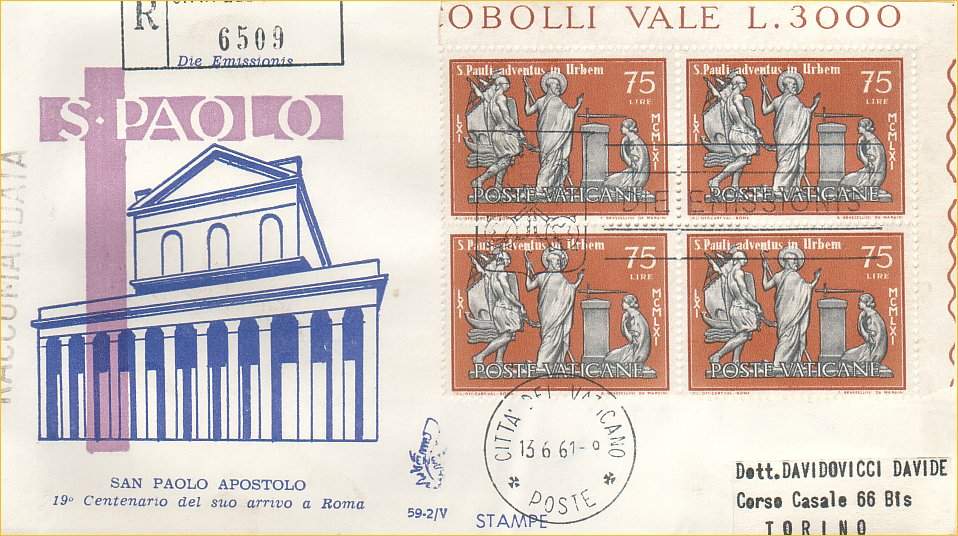 R
6509
Die Emissionis
S. PAOLO
RACCOMANDATA
SAN PAOLO APOSTOLO
19º Centenario del suo arrivo a Roma
OBOLLI VALE L.3000
S. Pauli adventus in Urbem 75
LIRE
LXI MCMLXI
POSTE VATICANE
S. Pauli adventus in Urbem 75
LIRE
LXI MCMLXI
POSTE VATICANE
DIE EMISSIONIS
S. Pauli adventus in Urbem 75
LIRE
LXI MCMLXI
POSTE VATICANE
S. Pauli adventus in Urbem 75
LIRE
LXI MCMLXI
POSTE VATICANE
CITTA' DEL VATICANO
13 6 61
POSTE
59-2/V
STAMPE
Dott. DAVIDOVICCI DAVIDE
Corso Casale 66 Bis
TORINO